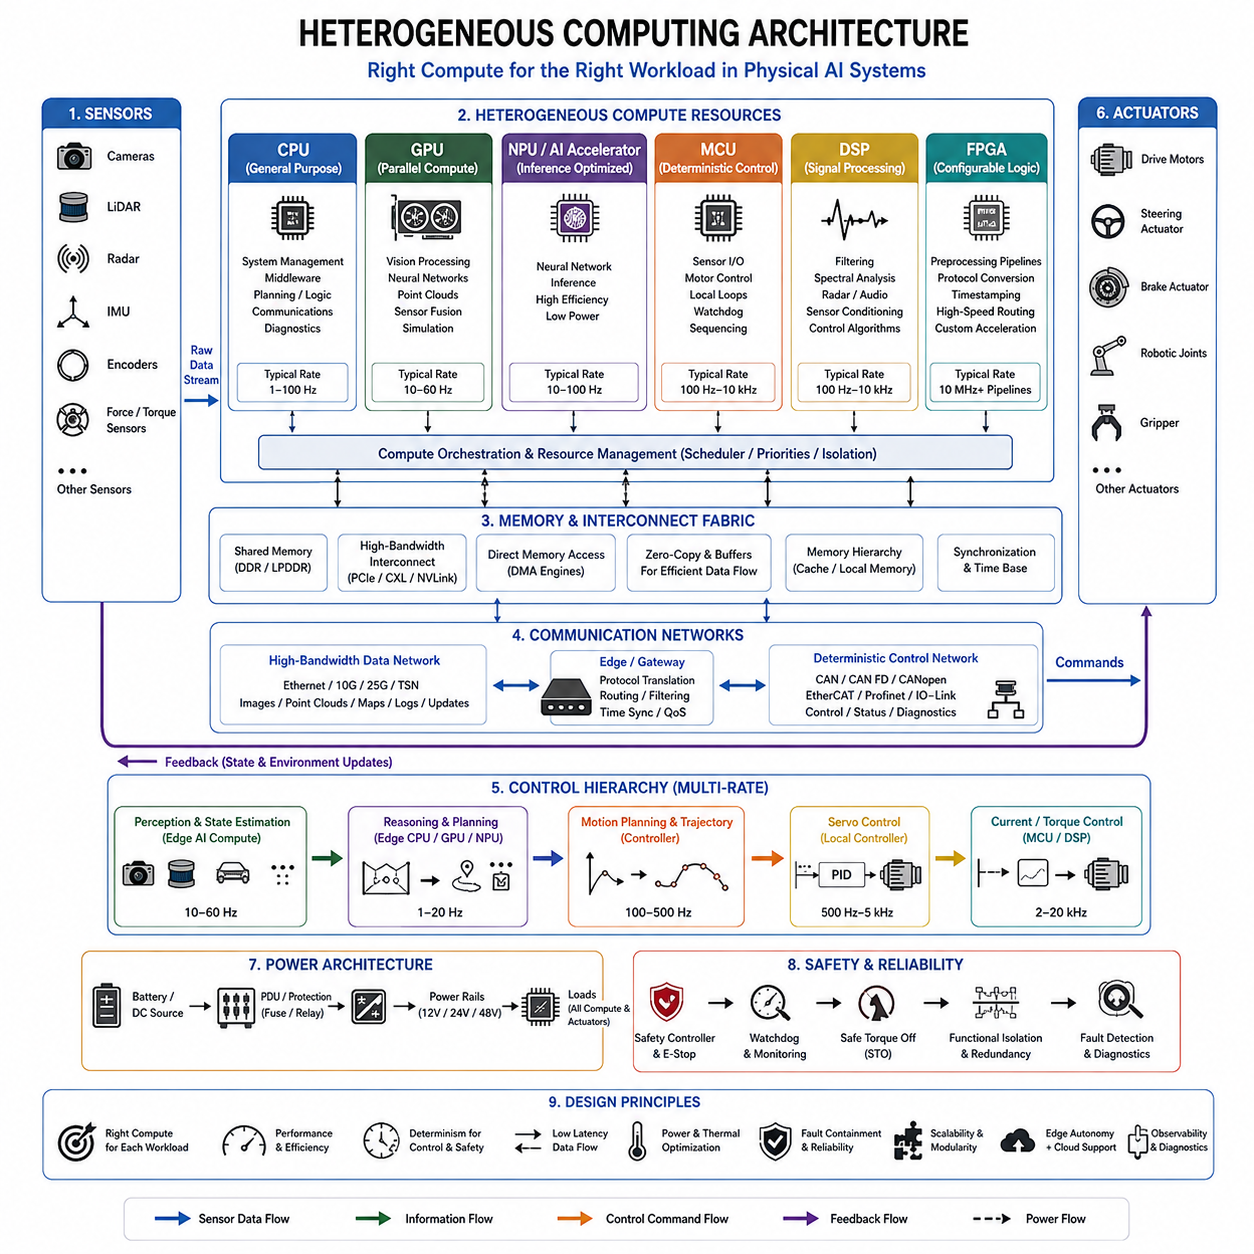 HETEROGENEOUS COMPUTING ARCHITECTURE
Right Compute for the Right Workload in Physical AI Systems
1. SENSORS
Cameras
LiDAR
Radar
IMU
Encoders
Force / Torque
Sensors
Other Sensors
Raw
Data
Stream
2. HETEROGENEOUS COMPUTE RESOURCES
CPU
(General Purpose)
System Management
Middleware
Planning / Logic
Communications
Diagnostics
Typical Rate
1–100 Hz
GPU
(Parallel Compute)
Vision Processing
Neural Networks
Point Clouds
Sensor Fusion
Simulation
Typical Rate
10–60 Hz
NPU / AI Accelerator
(Inference Optimized)
Neural Network
Inference
High Efficiency
Low Power
Typical Rate
10–100 Hz
MCU
(Deterministic Control)
Sensor I/O
Motor Control
Local Loops
Watchdog
Sequencing
Typical Rate
100 Hz–10 kHz
DSP
(Signal Processing)
Filtering
Spectral Analysis
Radar / Audio
Sensor Conditioning
Control Algorithms
Typical Rate
100 Hz–10 kHz
FPGA
(Configurable Logic)
Preprocessing Pipelines
Protocol Conversion
Timestamping
High-Speed Routing
Custom Acceleration
Typical Rate
10 MHz+ Pipelines
Compute Orchestration & Resource Management (Scheduler / Priorities / Isolation)
6. ACTUATORS
Drive Motors
Steering
Actuator
Brake Actuator
Robotic Joints
Gripper
Other Actuators
3. MEMORY & INTERCONNECT FABRIC
Shared Memory
(DDR / LPDDR)
High-Bandwidth
Interconnect
(PCIe / CXL / NVLink)
Direct Memory Access
(DMA Engines)
Zero-Copy & Buffers
For Efficient Data Flow
Memory Hierarchy
(Cache / Local Memory)
Synchronization
& Time Base
4. COMMUNICATION NETWORKS
High-Bandwidth Data Network
Ethernet / 10G / 25G / TSN
Images / Point Clouds / Maps / Logs / Updates
Edge / Gateway
Protocol Translation
Routing / Filtering
Time Sync / QoS
Deterministic Control Network
CAN / CAN FD / CANopen
EtherCAT / Profinet / IO-Link
Control / Status / Diagnostics
Commands
Feedback (State & Environment Updates)
5. CONTROL HIERARCHY (MULTI-RATE)
Perception & State Estimation
(Edge AI Compute)
10–60 Hz
Reasoning & Planning
(Edge CPU / GPU / NPU)
1–20 Hz
Motion Planning & Trajectory
(Controller)
100–500 Hz
Servo Control
(Local Controller)
PID
500 Hz–5 kHz
Current / Torque Control
(MCU / DSP)
2–20 kHz
7. POWER ARCHITECTURE
Battery /
DC Source
PDU / Protection
(Fuse / Relay)
Power Rails
(12V / 24V / 48V)
Loads
(All Compute &
Actuators)
8. SAFETY & RELIABILITY
Safety Controller
& E-Stop
Watchdog
& Monitoring
Safe Torque Off
(STO)
Functional Isolation
& Redundancy
Fault Detection
& Diagnostics
9. DESIGN PRINCIPLES
Right Compute
for Each Workload
Performance
& Efficiency
Determinism for
Control & Safety
Low Latency
Data Flow
Power & Thermal
Optimization
Fault Containment
& Reliability
Scalability &
Modularity
Edge Autonomy
+ Cloud Support
Observability
& Diagnostics
Sensor Data Flow
Information Flow
Control Command Flow
Feedback Flow
Power Flow